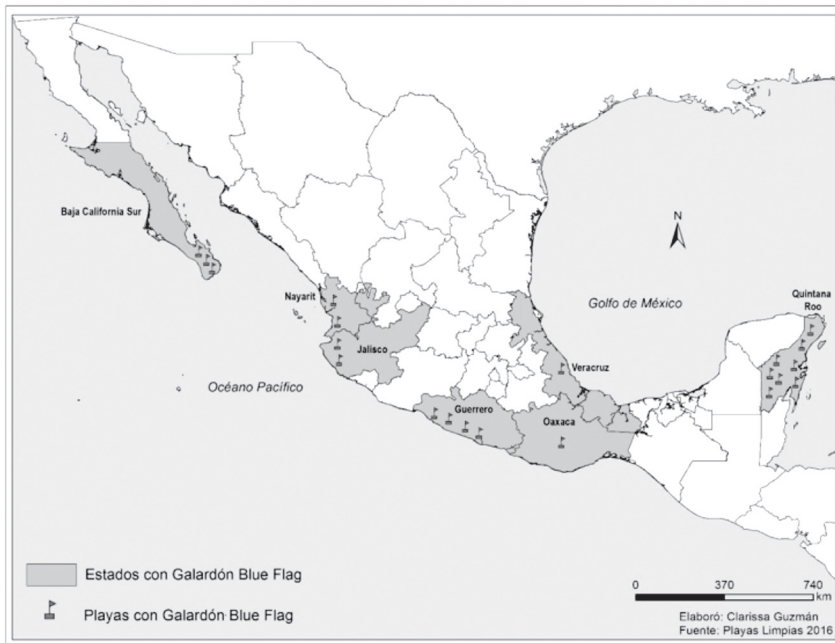 Baja California Sur
N
Golfo de México
Quintana
Roo
Nayarit
Jalisco
Veracruz
Océano Pacífico
Guerrero
Oaxaca
Estados con Galardón Blue Flag
Playas con Galardón Blue Flag
0 370 740
km
Elaboró: Clarissa Guzmán
Fuente: Playas Limpias 2016